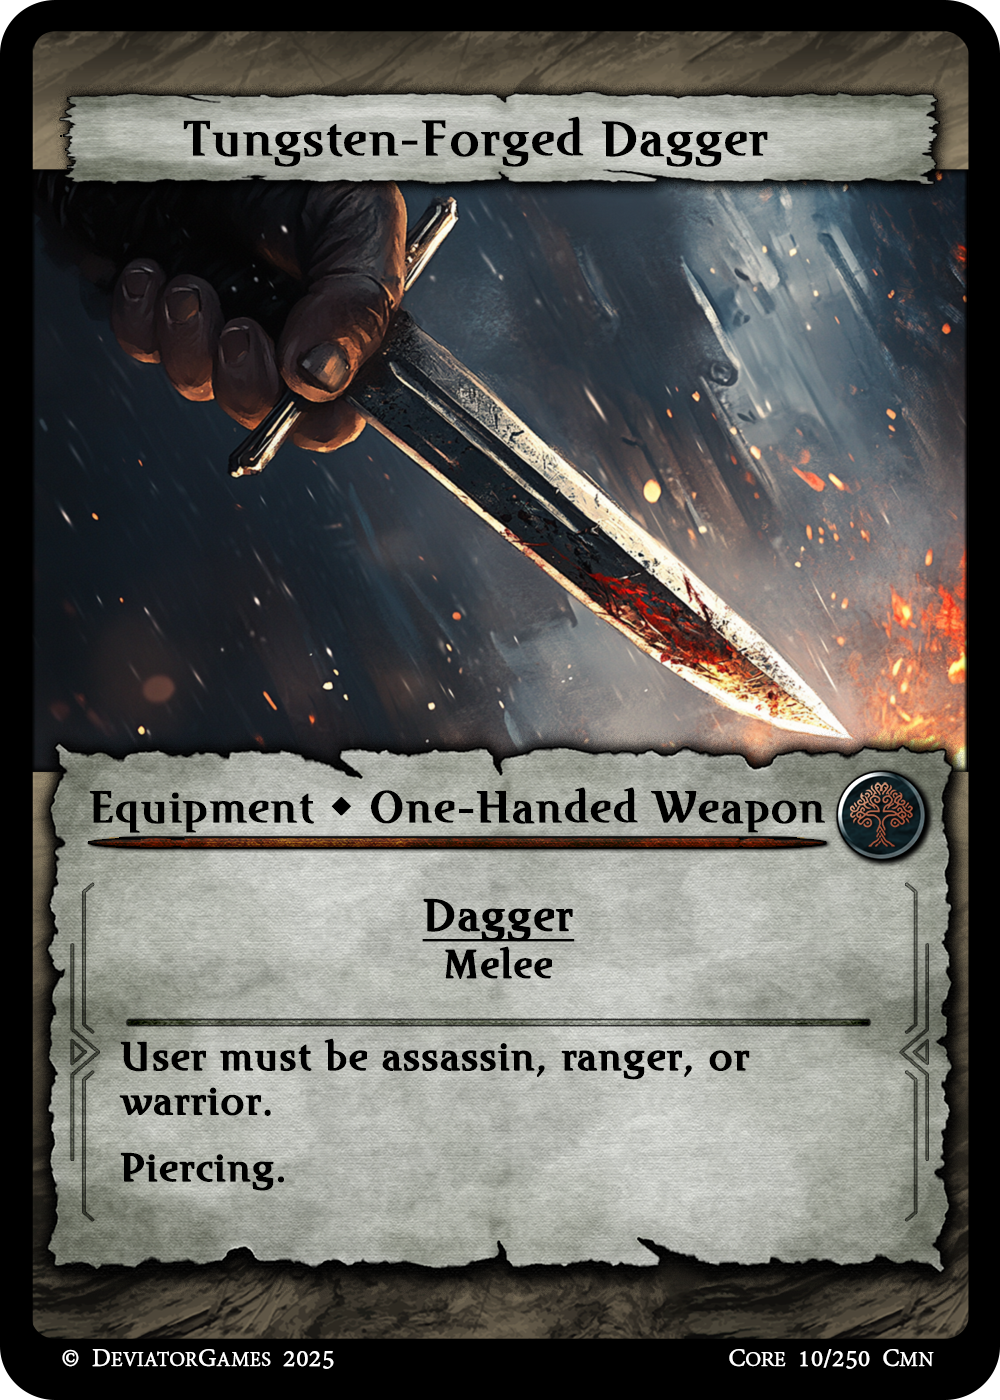 Tungsten-Forged Dagger
Equipment ◆ One-Handed Weapon
Dagger
Melee
User must be assassin, ranger, or
warrior.
Piercing.
© DeviatorGames 2025
Core 10/250 Cmn